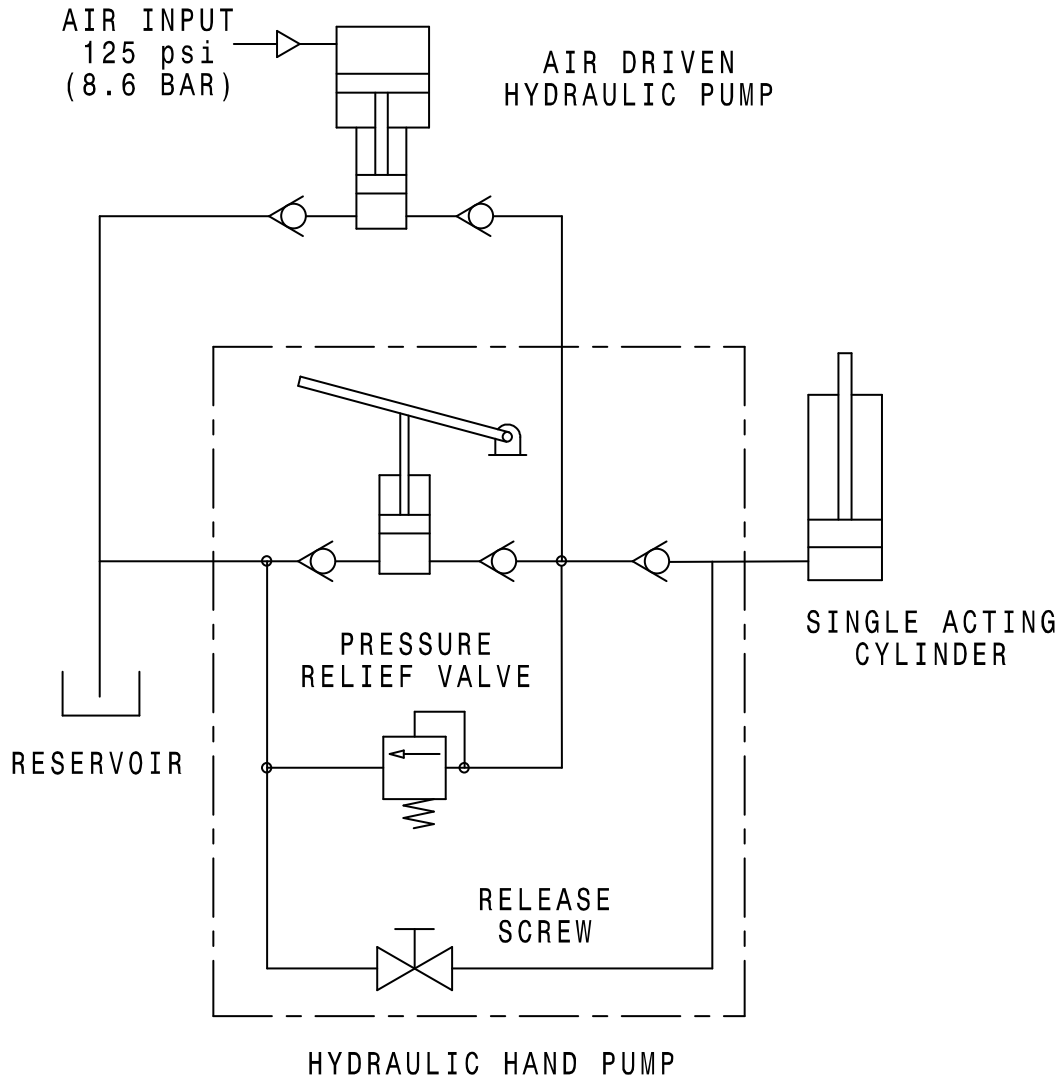 AIR INPUT
125 psi
(8.6 BAR)
AIR DRIVEN
HYDRAULIC PUMP
SINGLE ACTING
CYLINDER
PRESSURE
RELIEF VALVE
RESERVOIR
RELEASE
SCREW
HYDRAULIC HAND PUMP